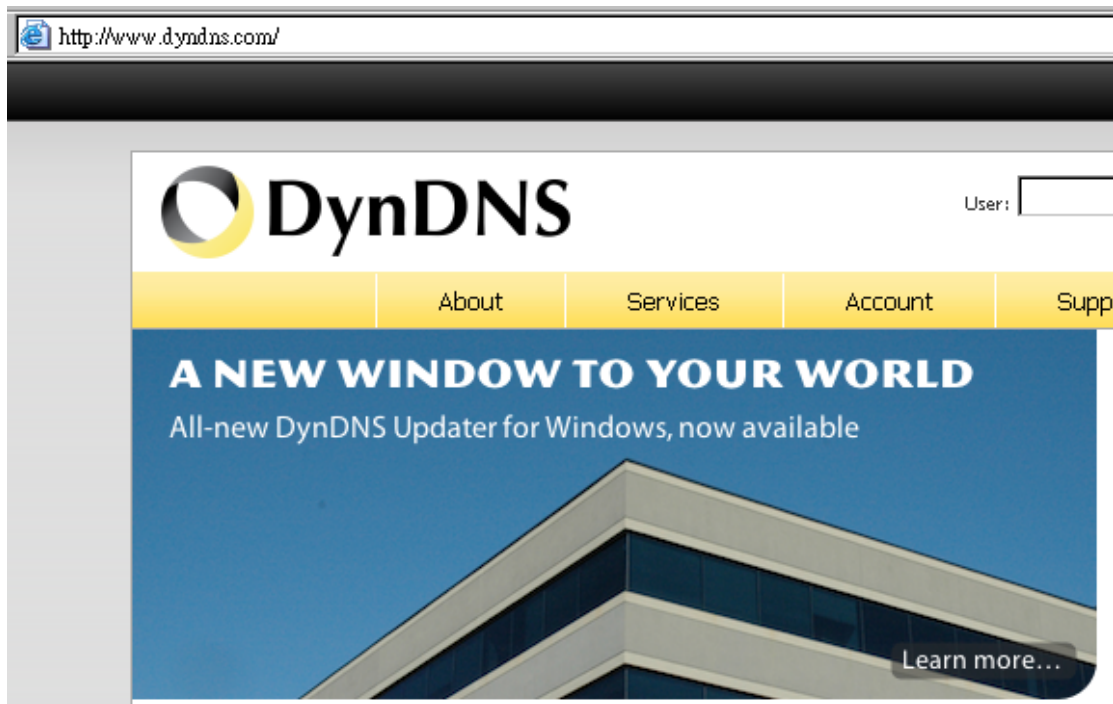 http://www.dyndns.com/
DynDNS
User:
About Services Account Supp
A NEW WINDOW TO YOUR WORLD
All-new DynDNS Updater for Windows, now available
Learn more...